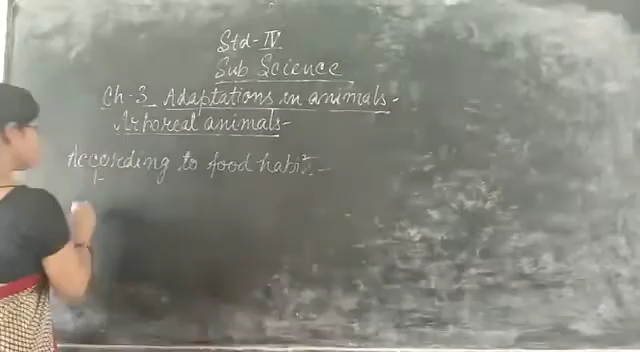 Std-IV
Sub Science
Ch-3 Adaptations in animals-
Arboreal animals-
According to food habit-